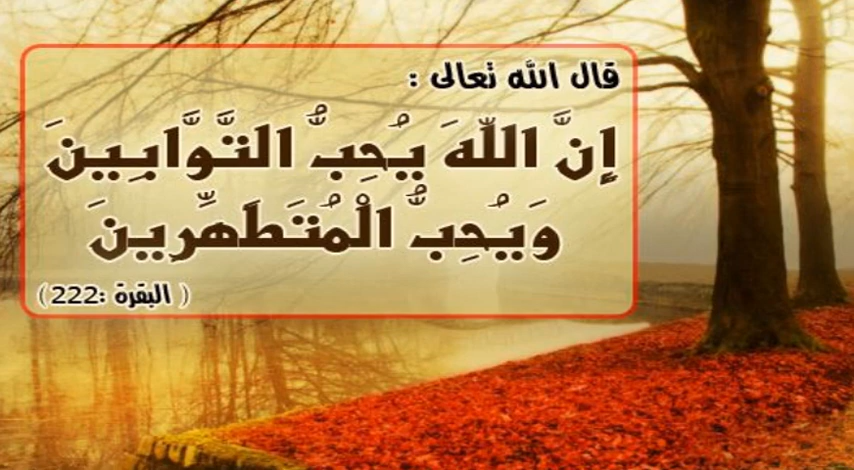 قال الله تعالى :
إِنَّ اللّهَ يُحِبُّ التَّوَّابِينَ
وَيُحِبُّ الْمُتَطَهِّرِينَ
( البقرة :222)